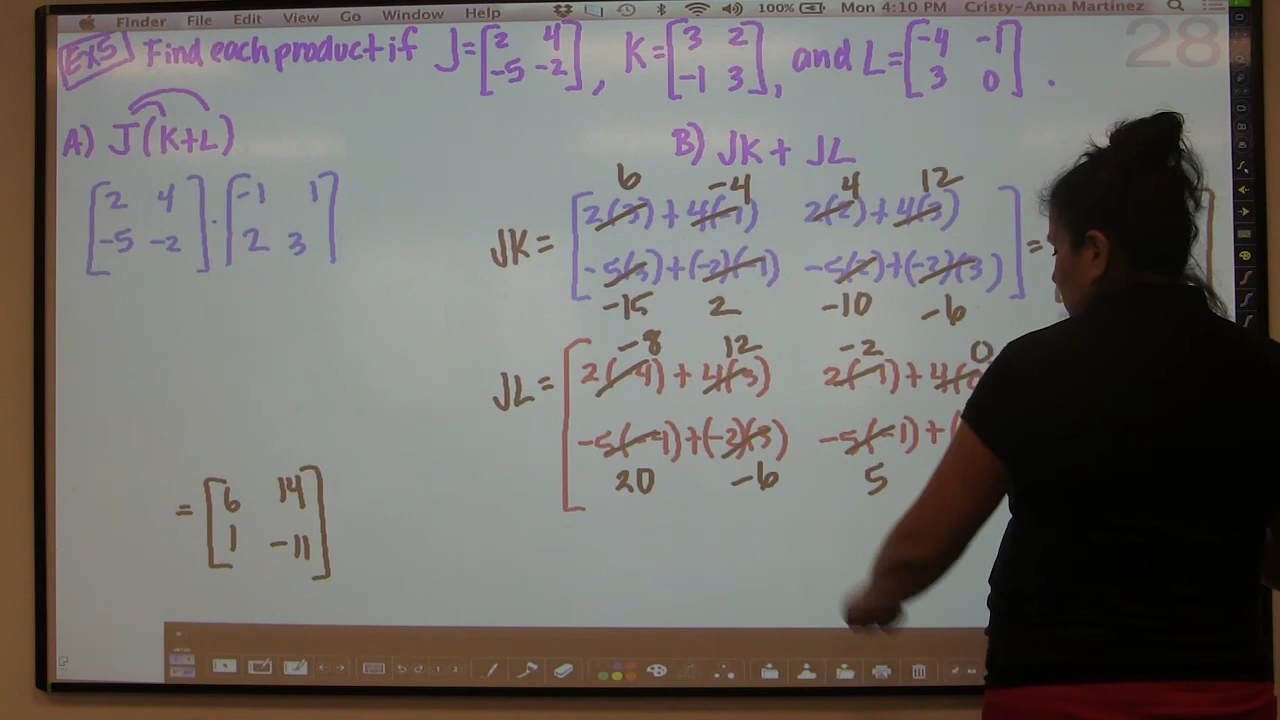 Finder File Edit View Go Window Help 100% Mon 4:10 PM Cristy-Anna Martinez
28
Ex5 Find each product if J=[2 4
-5 -2], K=[3 2
-1 3], and L=[-4 -1
3 0].
A) J(K+L)
[2 4
-5 -2]·[-1 1
2 3]
=[6 14
1 -11]
B) JK + JL
6 -4 4 12
JK = [2(3)+4(-1) 2(2)+4(3)
-5(3)+(-2)(-1) -5(2)+(-2)(3)] =
-15 2 -10 -6
-8 12 -2 0
JL = [2(-4)+4(3) 2(-1)+4(
-5(-4)+(-2)(3) -5(-1)+(
20 -6 5